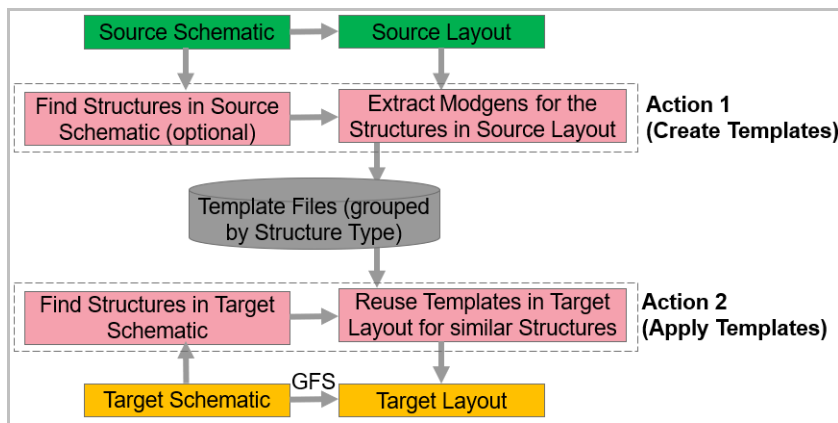 Source Schematic
Source Layout
Find Structures in Source
Schematic (optional)
Extract Modgens for the
Structures in Source Layout
Action 1
(Create Templates)
Template Files (grouped
by Structure Type)
Find Structures in Target
Schematic
Reuse Templates in Target
Layout for similar Structures
Action 2
(Apply Templates)
Target Schematic
GFS
Target Layout